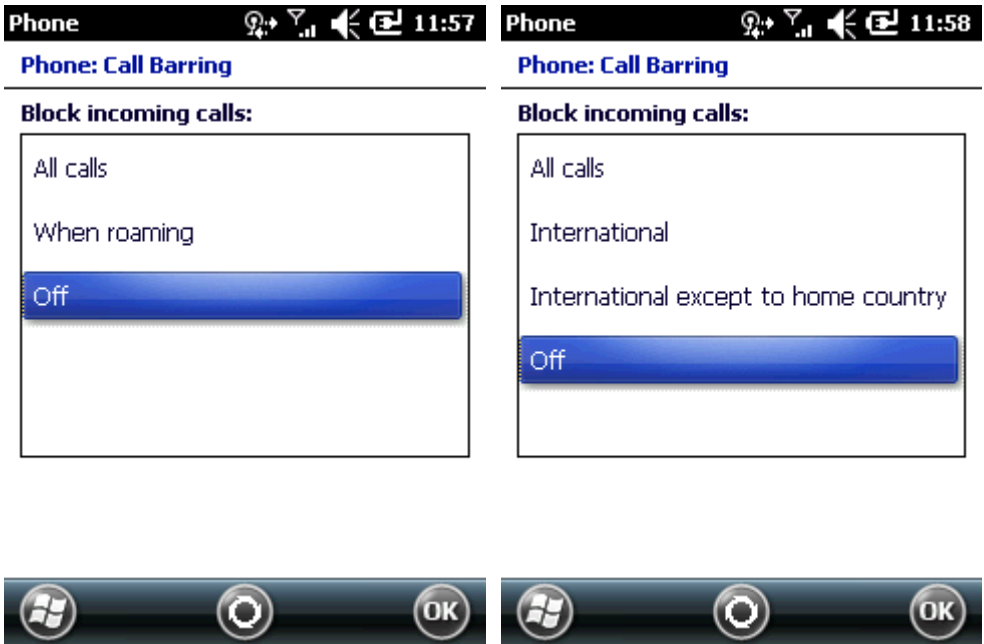 Phone 11:57
Phone: Call Barring
Block incoming calls:
All calls
When roaming
Off
OK
Phone 11:58
Phone: Call Barring
Block incoming calls:
All calls
International
International except to home country
Off
OK